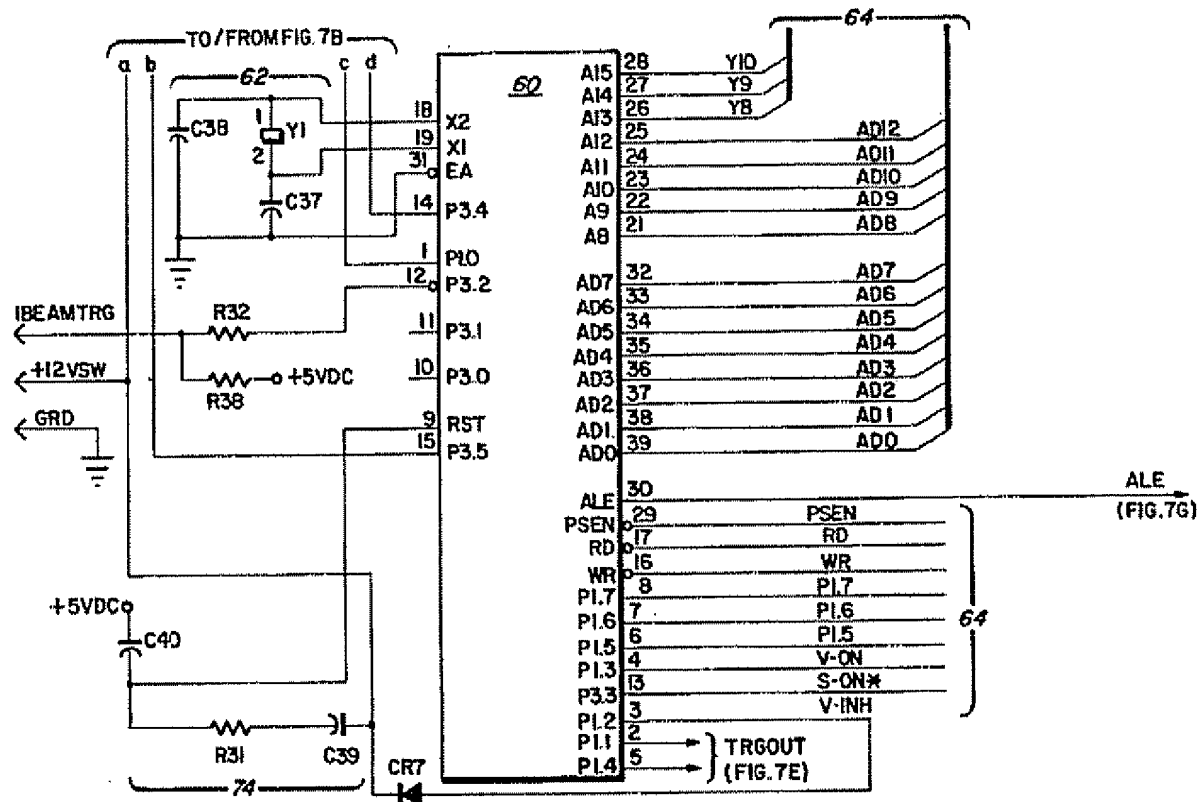 64
TO/FROM FIG. 7B
a b c d
62
60
C38
1
Y1
2
C37
18 X2
19 X1
31 EA
14 P3.4
1 P1.0
12 P3.2
11 P3.1
10 P3.0
9 RST
15 P3.5
IBEAMTRG
R32
+12VSW
R38
+5VDC
GRD
A15 28 Y10
A14 27 Y9
A13 26 Y8
A12 25 AD12
A11 24 AD11
A10 23 AD10
A9 22 AD9
A8 21 AD8
AD7 32 AD7
AD6 33 AD6
AD5 34 AD5
AD4 35 AD4
AD3 36 AD3
AD2 37 AD2
AD1. 38 AD1
AD0 39 AD0
ALE 30 ALE
(FIG.7G)
PSEN 29 PSEN
RD 17 RD
WR 16 WR
P1.7 8 P1.7
P1.6 7 P1.6
P1.5 6 P1.5
P1.3 4 V-ON
P3.3 13 S-ON*
P1.2 3 V-INH
64
P1.1 2
P1.4 5
TRGOUT
(FIG.7E)
+5VDC
C40
R31
C39
74
CR7